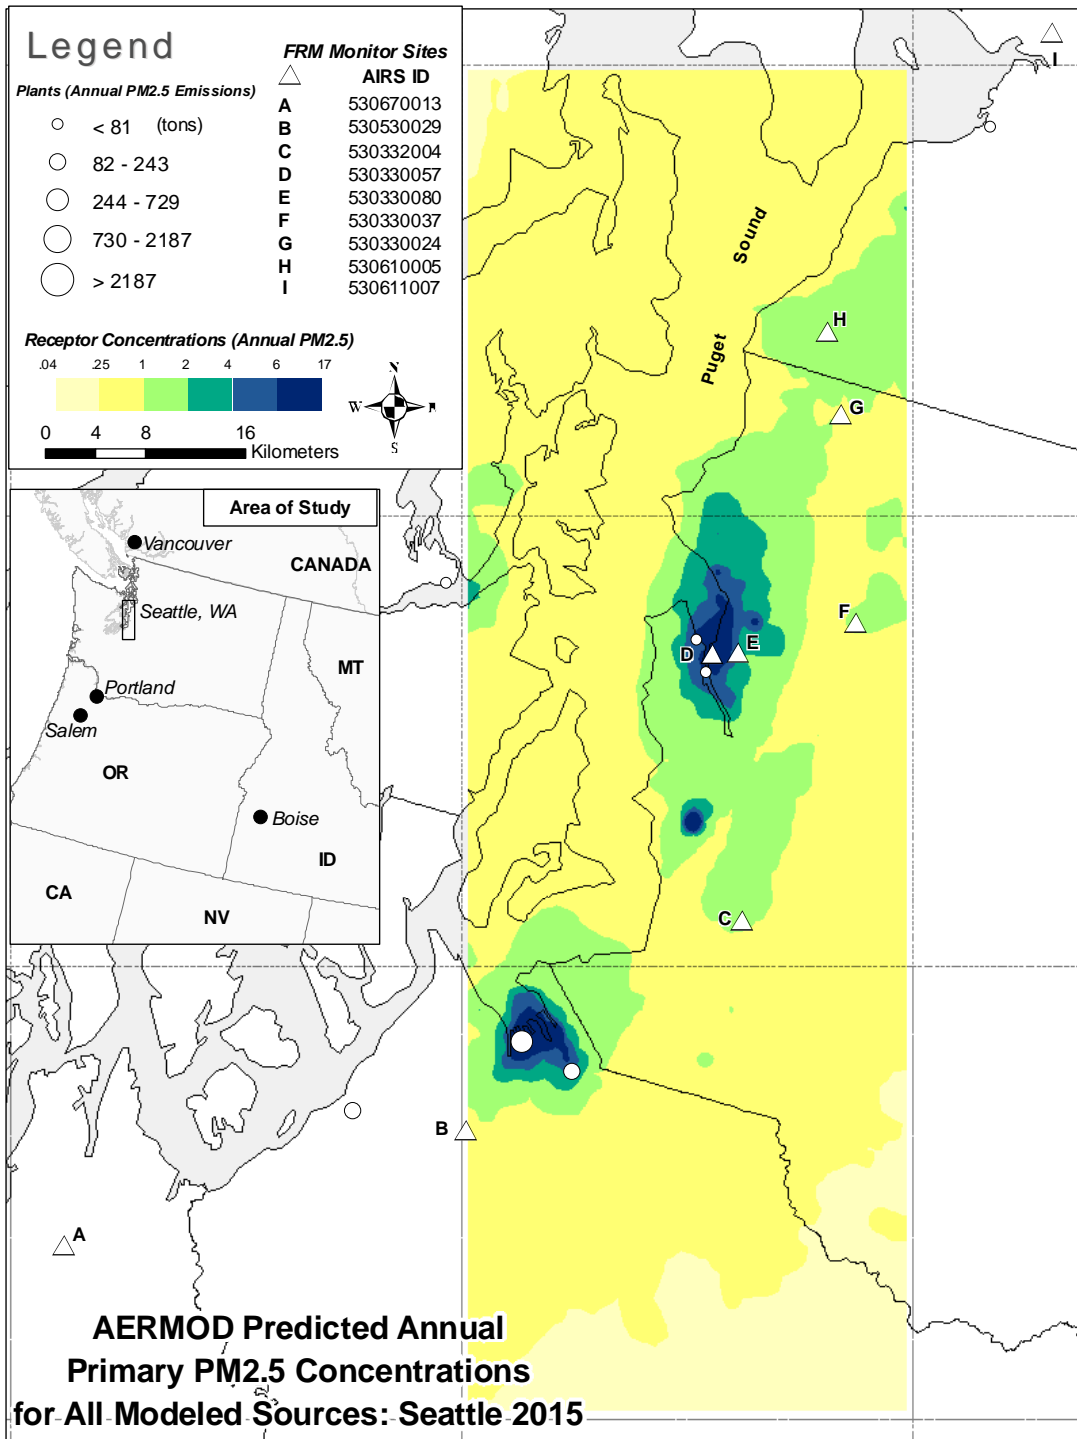 Legend
FRM Monitor Sites
AIRS ID
Plants (Annual PM2.5 Emissions)
< 81 (tons)
82 - 243
244 - 729
730 - 2187
> 2187
A 530670013
B 530530029
C 530332004
D 530330057
E 530330080
F 530330037
G 530330024
H 530610005
I 530611007
Receptor Concentrations (Annual PM2.5)
.04 .25 1 2 4 6 17
N
W E
S
0 4 8 16
Kilometers
Area of Study
Vancouver
CANADA
Seattle, WA
MT
Portland
Salem
OR
Boise
ID
CA
NV
I
Sound
Puget
H
G
F
D E
C
B
A
AERMOD Predicted Annual
Primary PM2.5 Concentrations
for All Modeled Sources: Seattle 2015